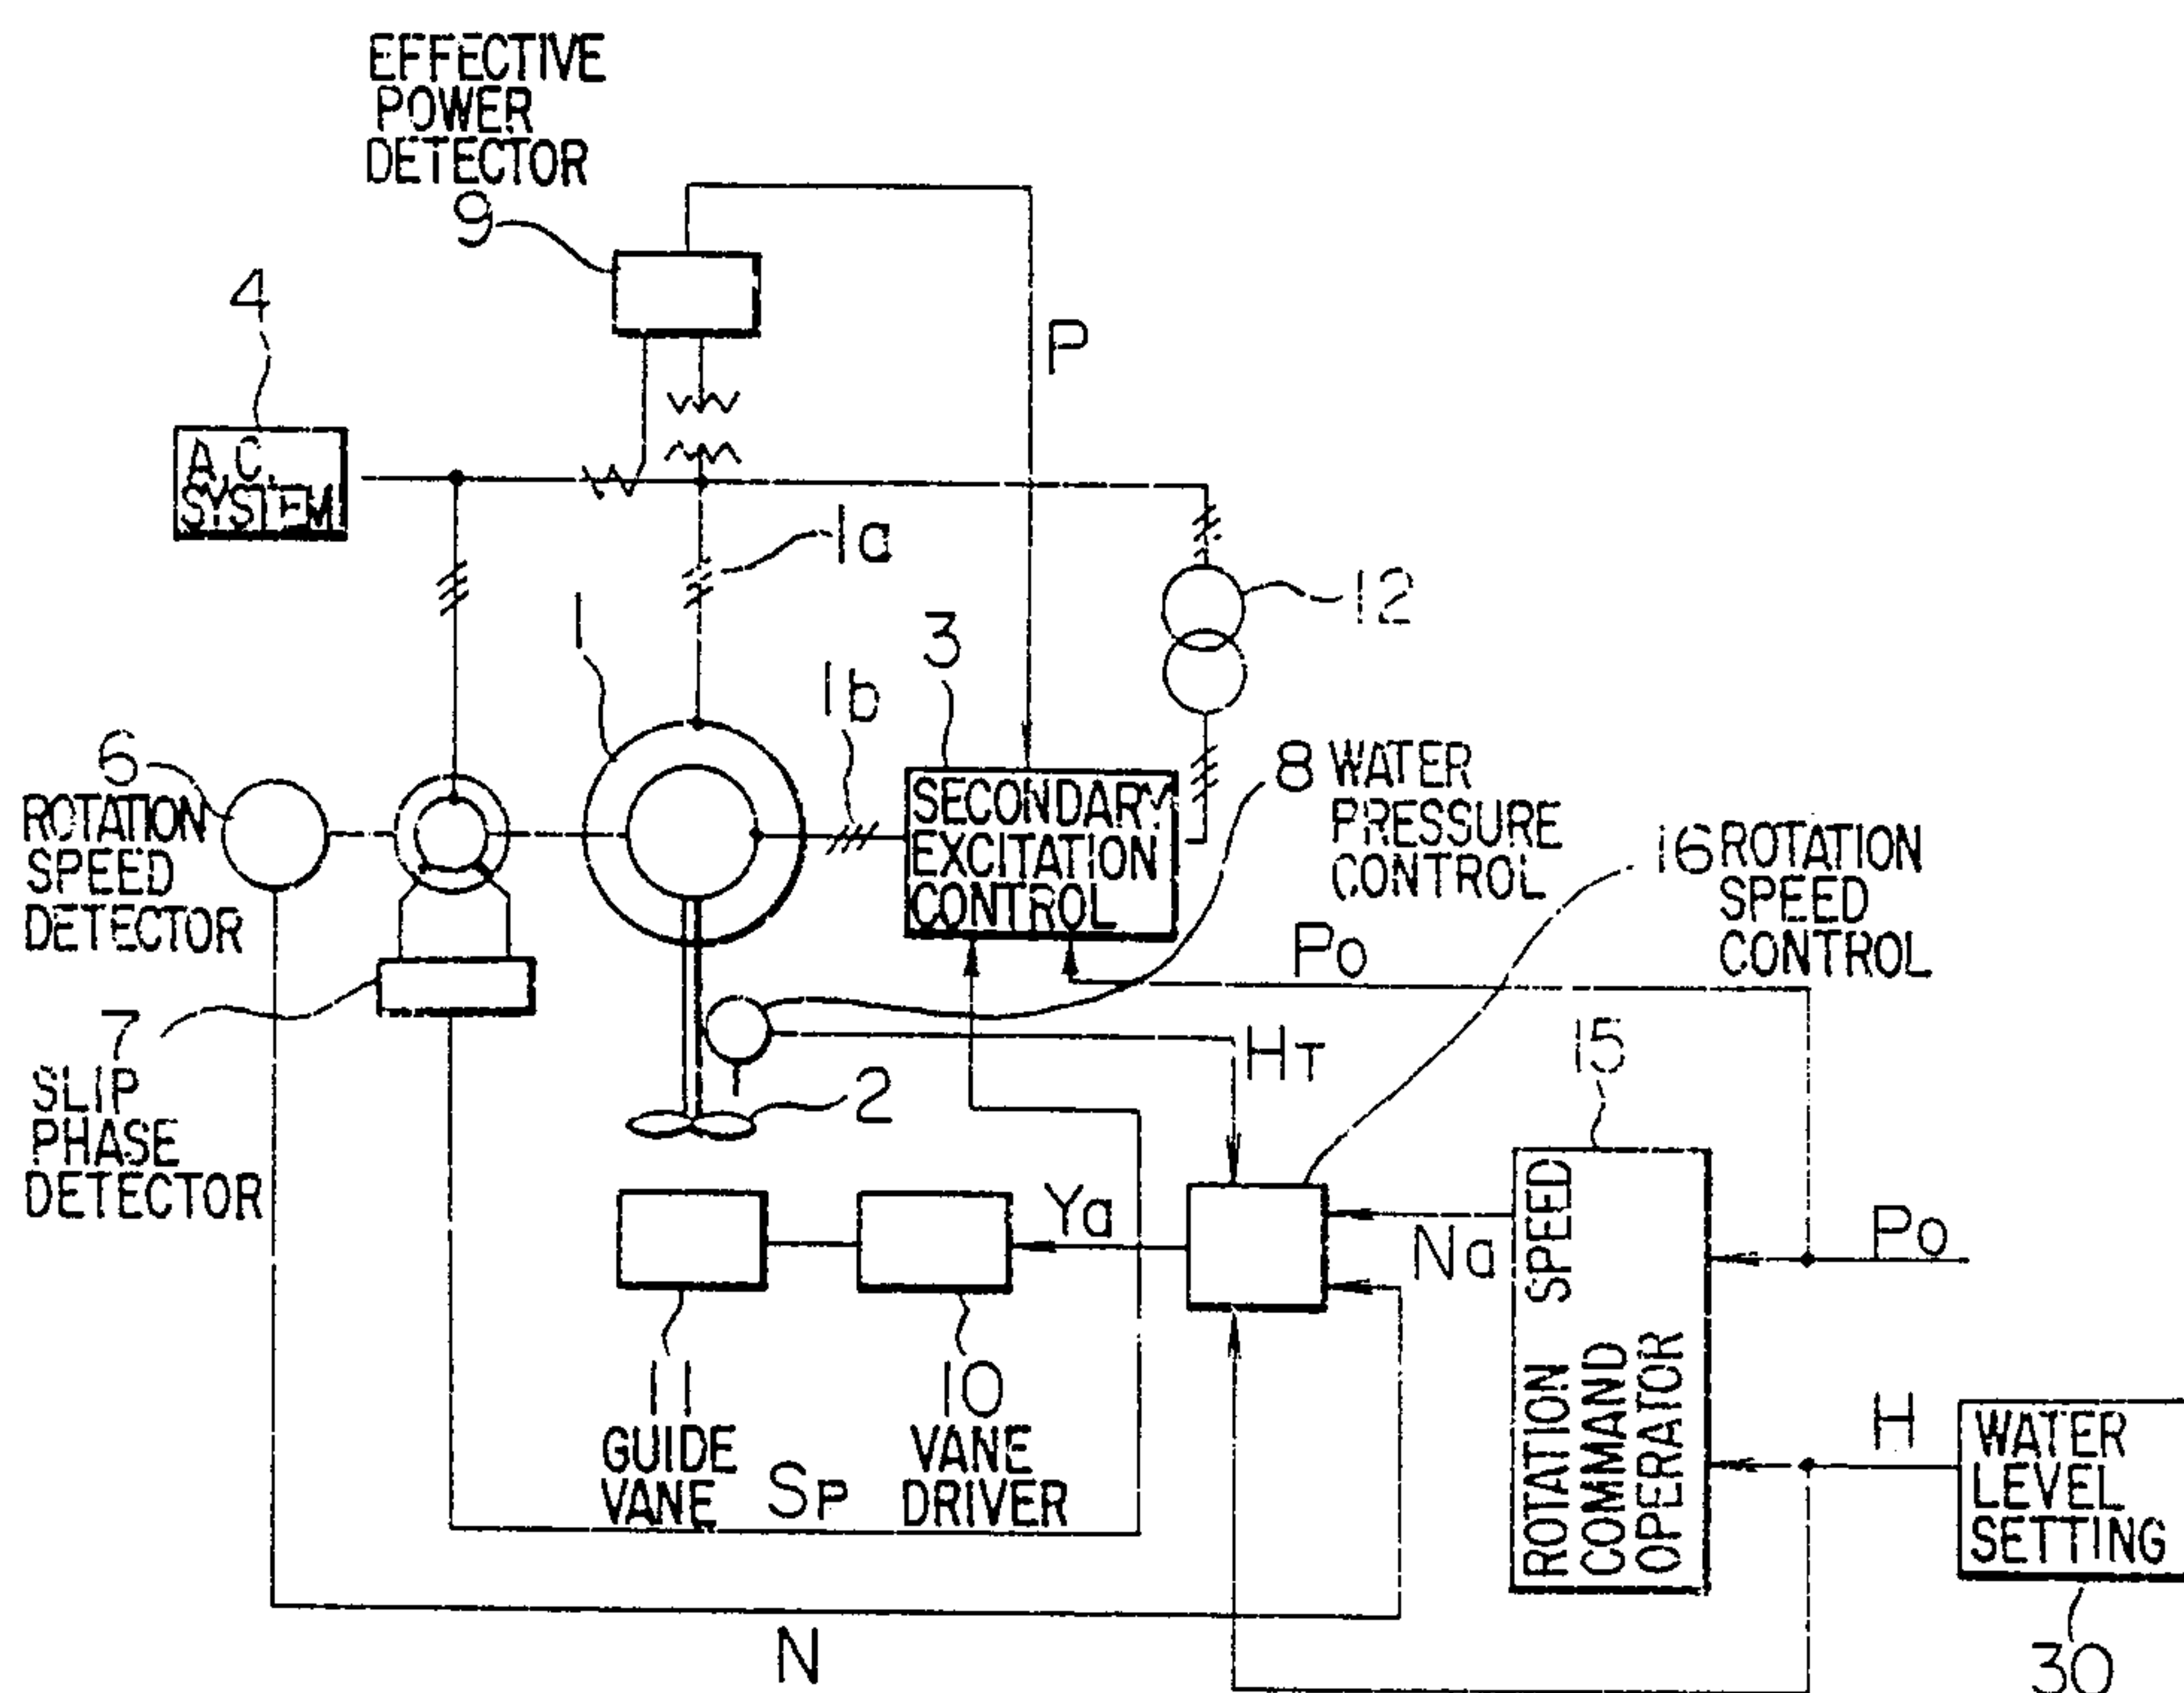 EFFECTIVE
POWER
DETECTOR
9
4
P
A.C.
SYSTEM
1a
12
1
3
1b
6
ROTATION
SPEED
DETECTOR
SECONDARY
EXCITATION
CONTROL
8 WATER
PRESSURE
CONTROL
16 ROTATION
SPEED
CONTROL
Po
7
SLIP
PHASE
DETECTOR
HT
2
15
Ya
Na
ROTATION SPEED
COMMAND
OPERATOR
Po
H
WATER
LEVEL
SETTING
11
GUIDE
VANE
10
VANE
DRIVER
SP
N
30